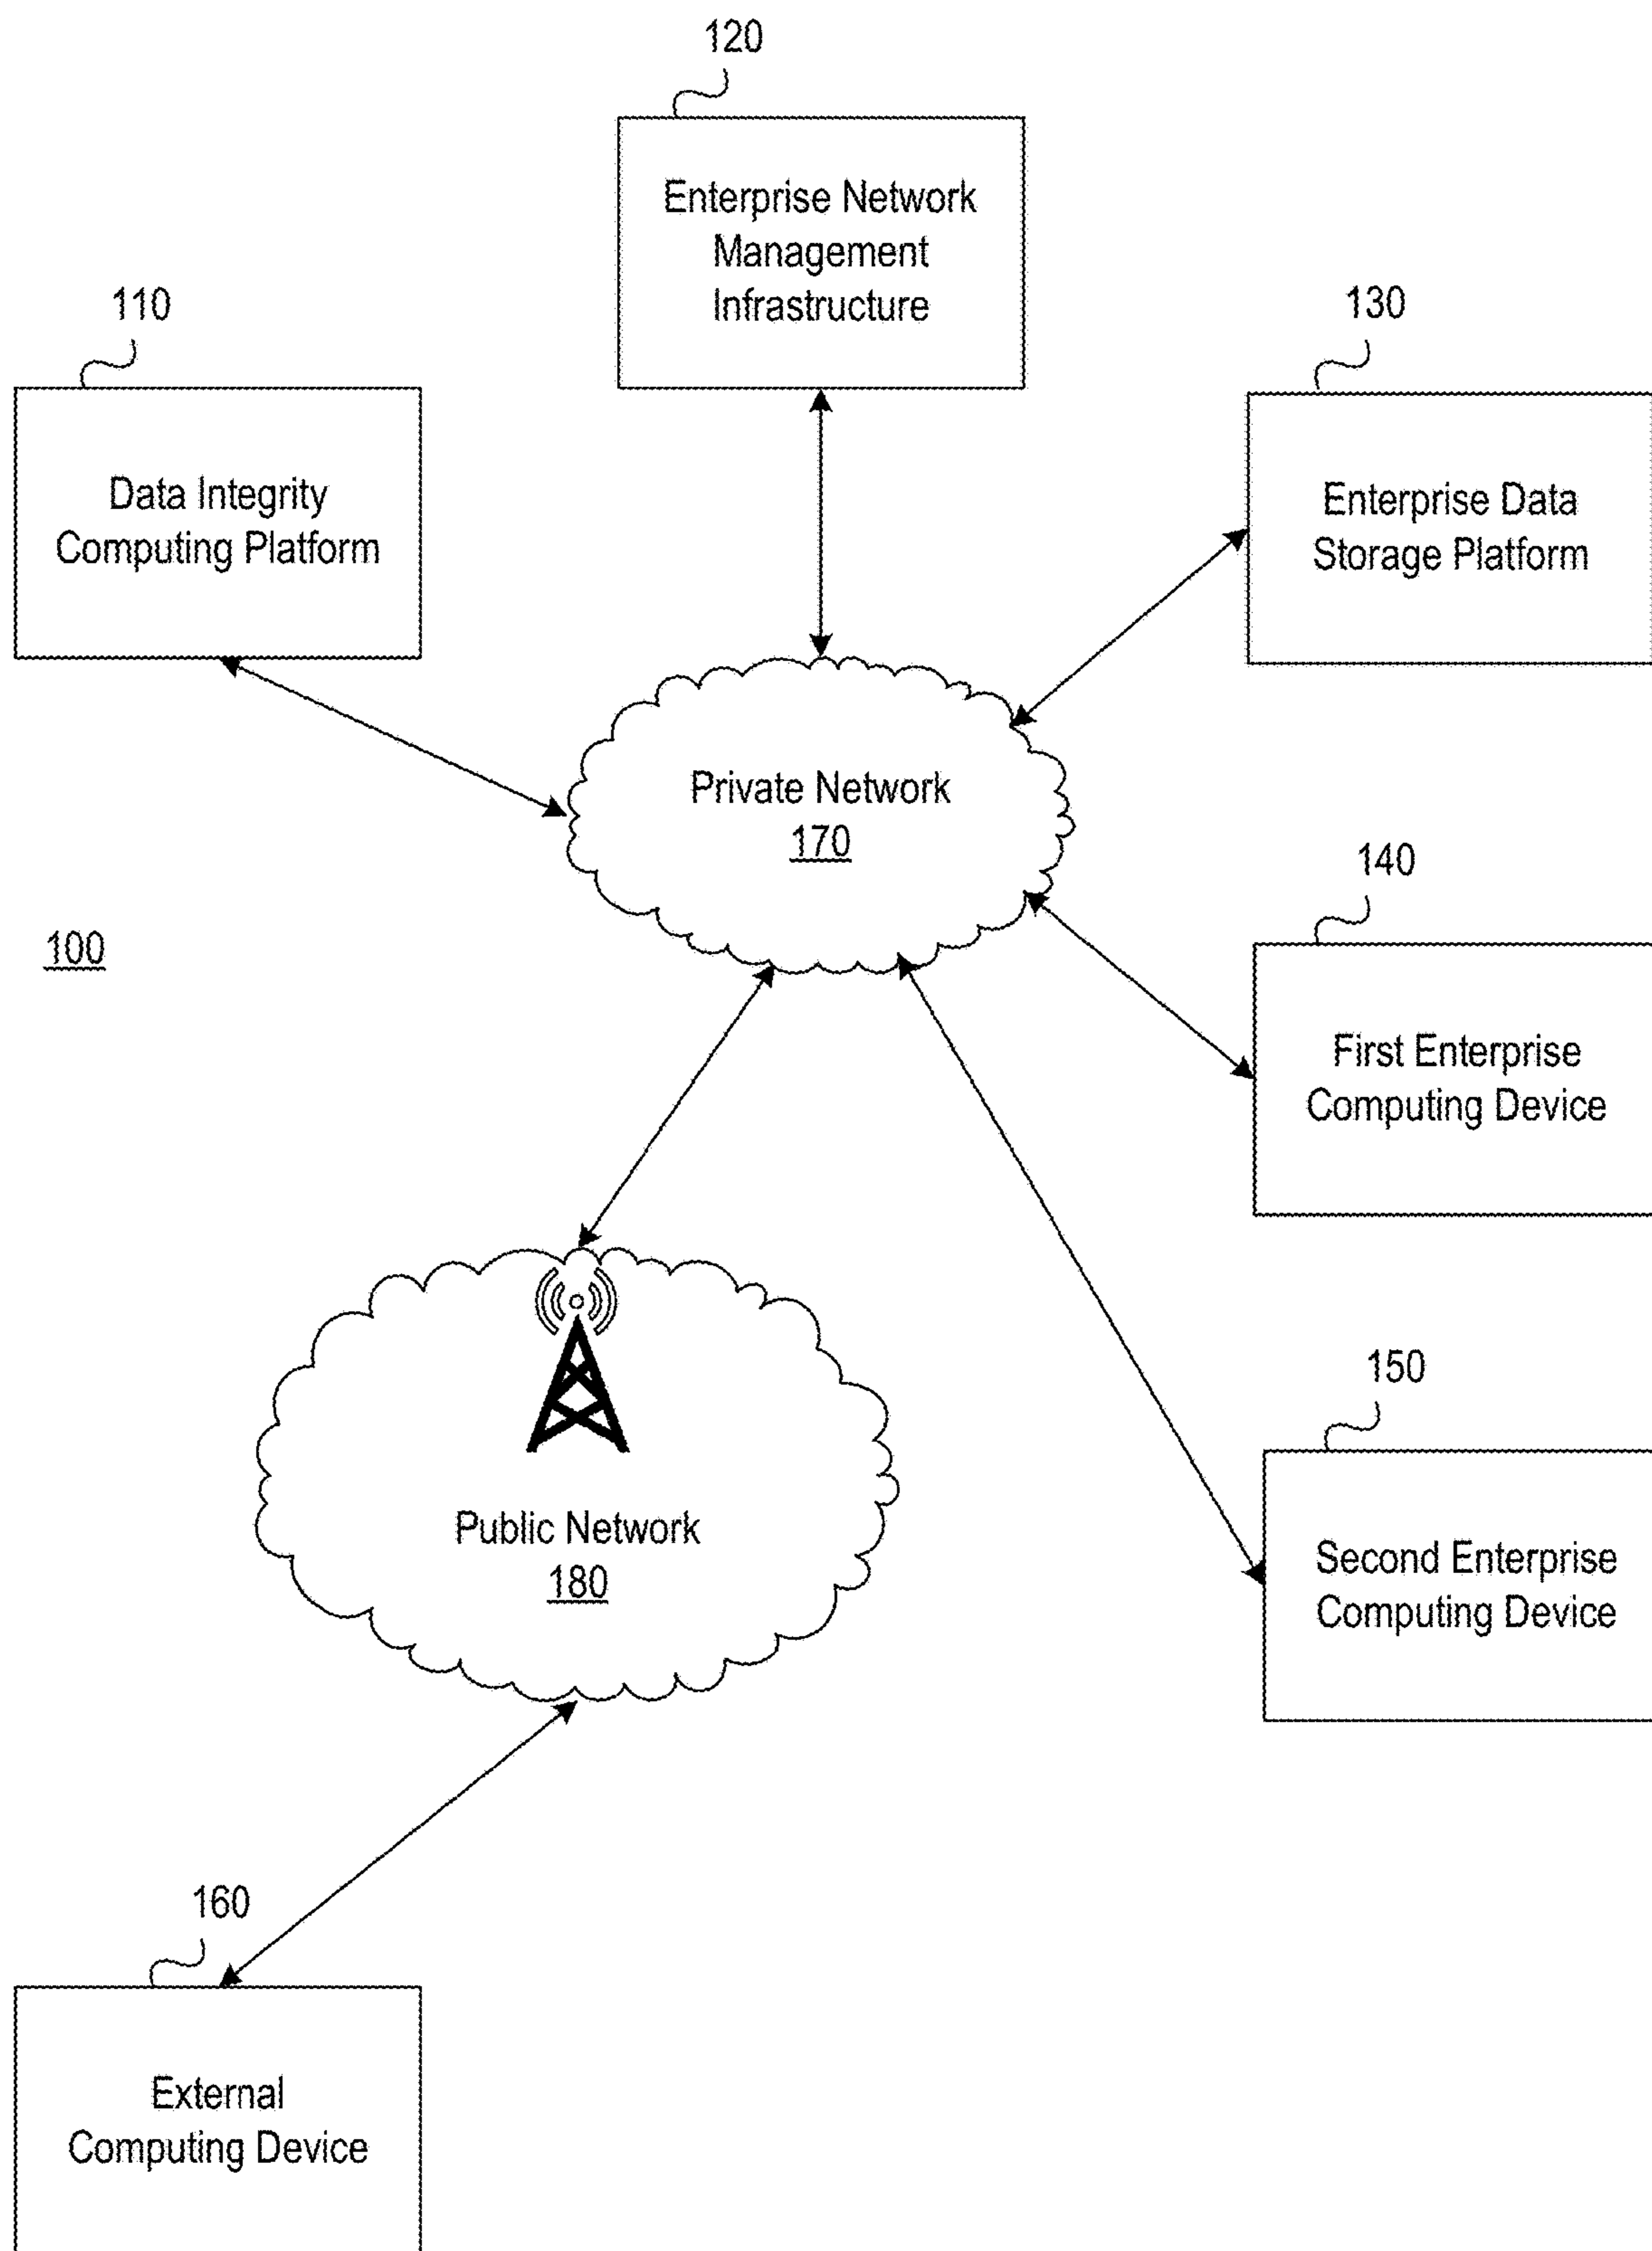 120
Enterprise Network
Management
Infrastructure
110
Data Integrity
Computing Platform
130
Enterprise Data
Storage Platform
Private Network
170
140
100
First Enterprise
Computing Device
150
Public Network
180
Second Enterprise
Computing Device
160
External
Computing Device